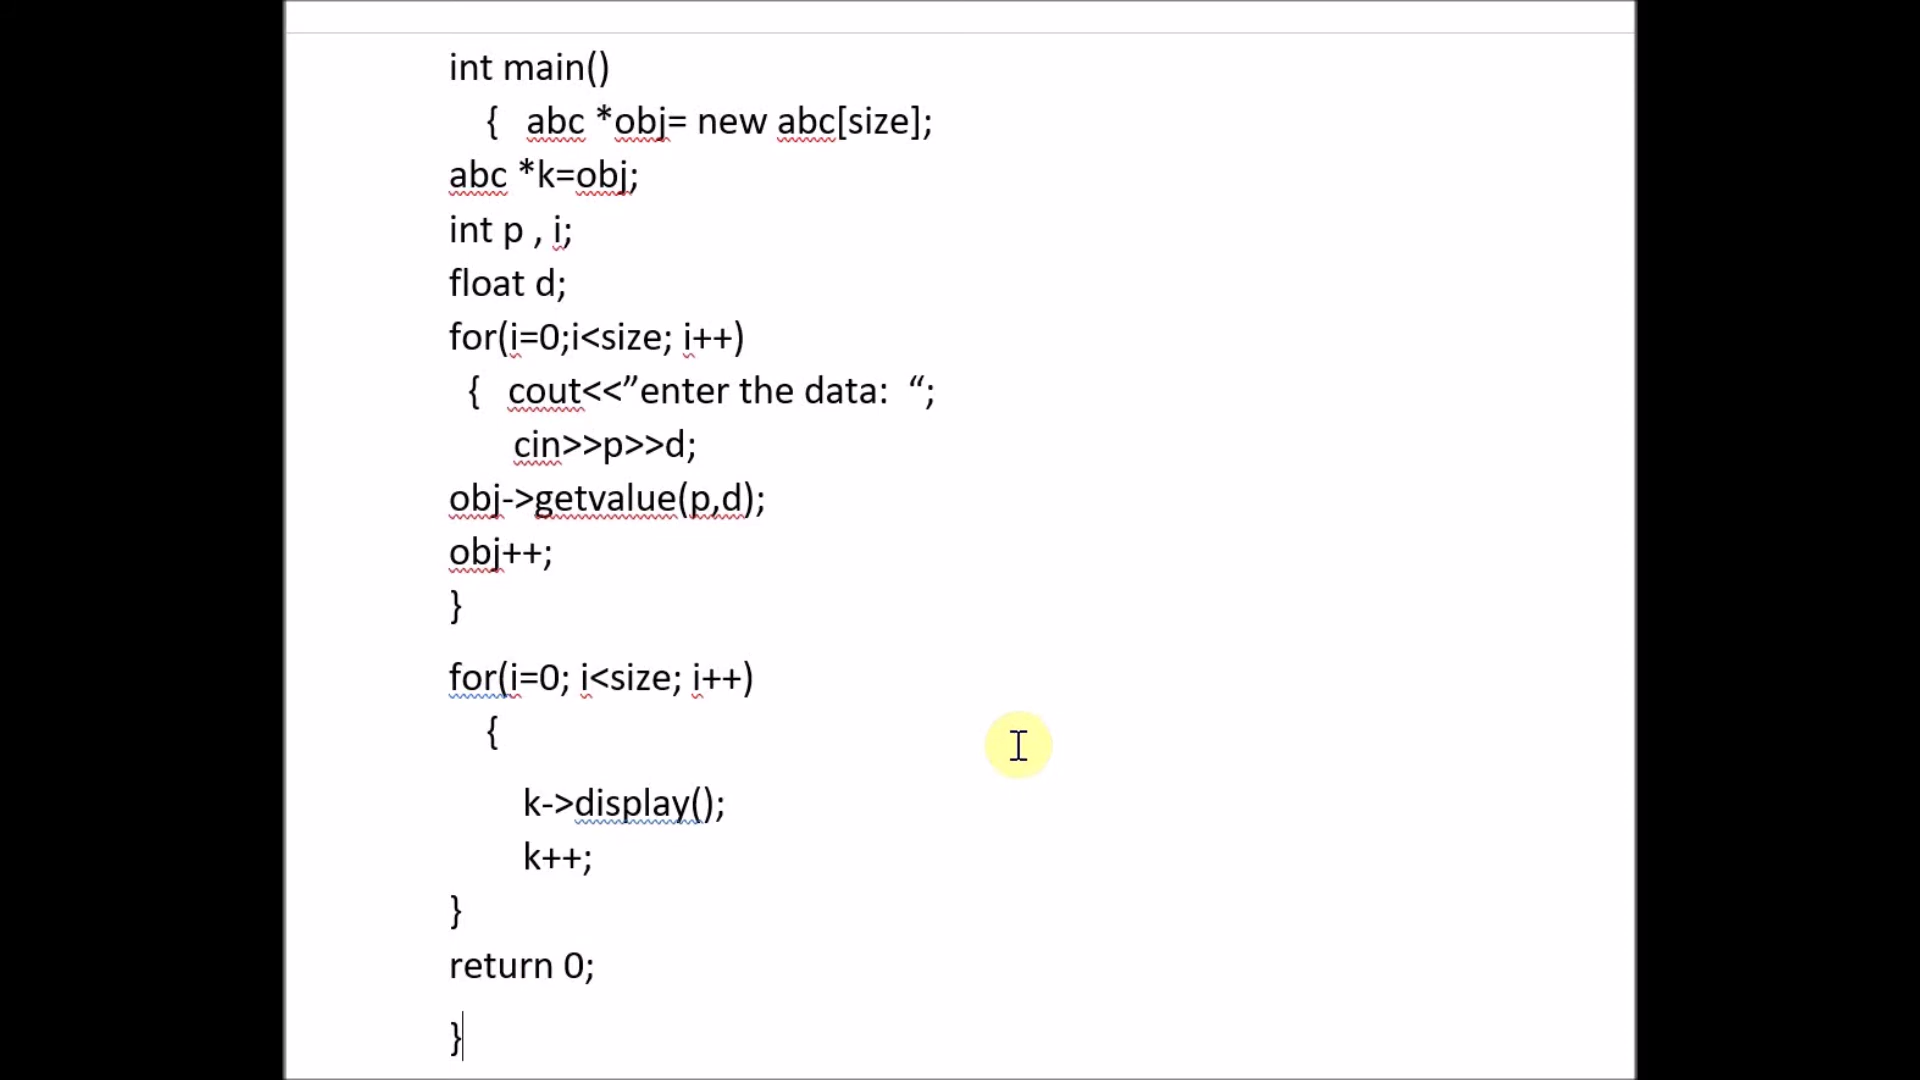 int main()
{ abc *obj= new abc[size];
abc *k=obj;
int p , i;
float d;
for(i=0;i<size; i++)
{ cout<<”enter the data: “;
cin>>p>>d;
obj->getvalue(p,d);
obj++;
}
for(i=0; i<size; i++)
{
k->display();
k++;
}
return 0;
}